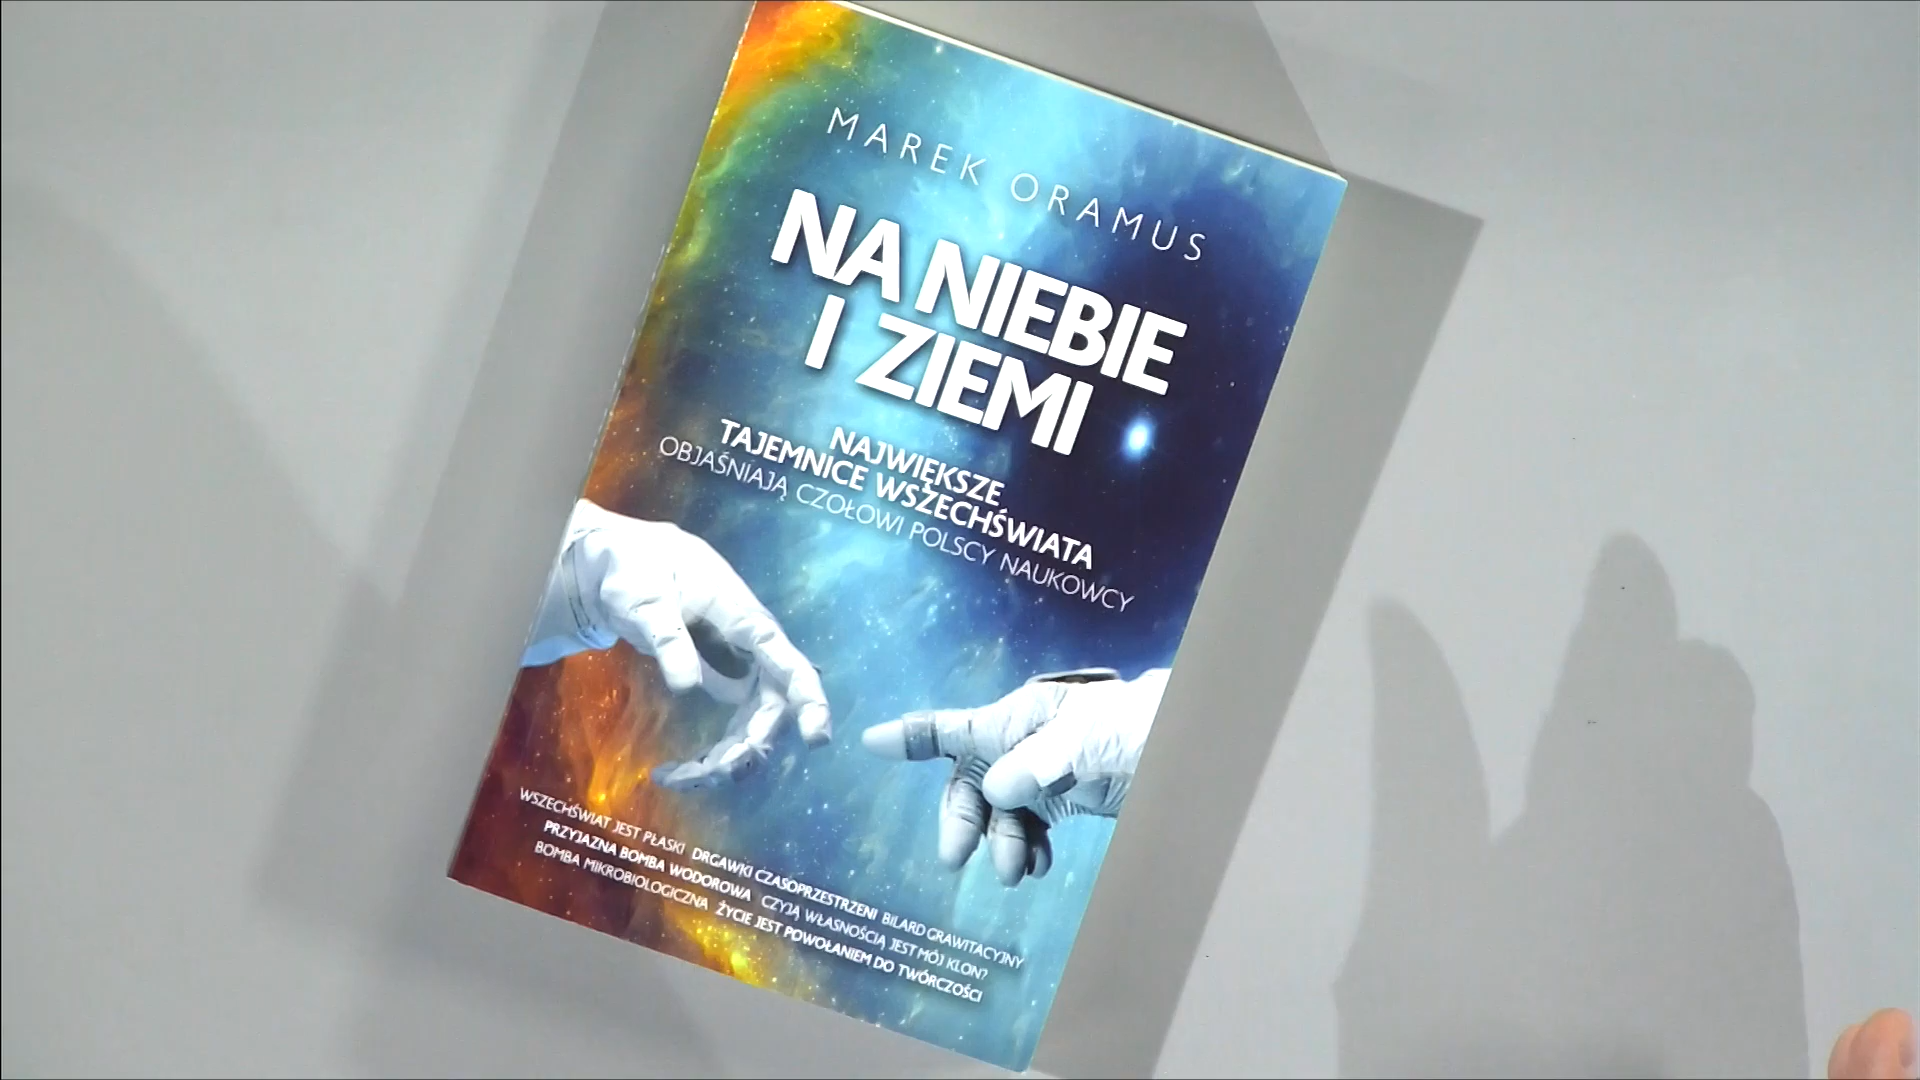 MAREK ORAMUS
NA NIEBIE
I ZIEMI
NAJWIĘKSZE
TAJEMNICE WSZECHŚWIATA
OBJAŚNIAJĄ CZOŁOWI POLSCY NAUKOWCY
WSZECHŚWIAT JEST PŁASKI DRGAWKI CZASOPRZESTRZENI BILARD GRAWITACYJNY
PRZYJAZNA BOMBA WODOROWA CZYJĄ WŁASNOŚCIĄ JEST MÓJ KLON?
BOMBA MIKROBIOLOGICZNA ŻYCIE JEST POWOŁANIEM DO TWÓRCZOŚCI